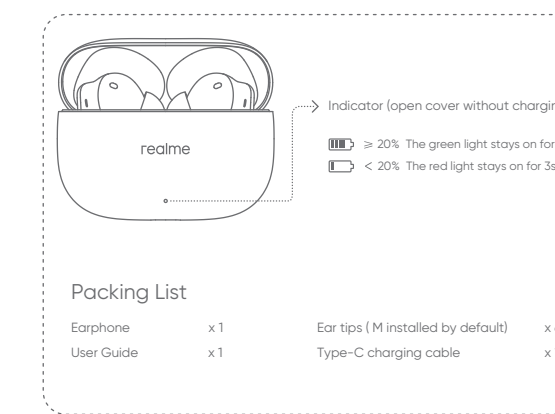 Indicator (open cover without
≥ 20% The green light stays on for
realme
< 20% The red light stays on for 3s
Packing List
Earphone x 1 Ear tips ( M installed by default) x
User Guide x 1 Type-C charging cable x